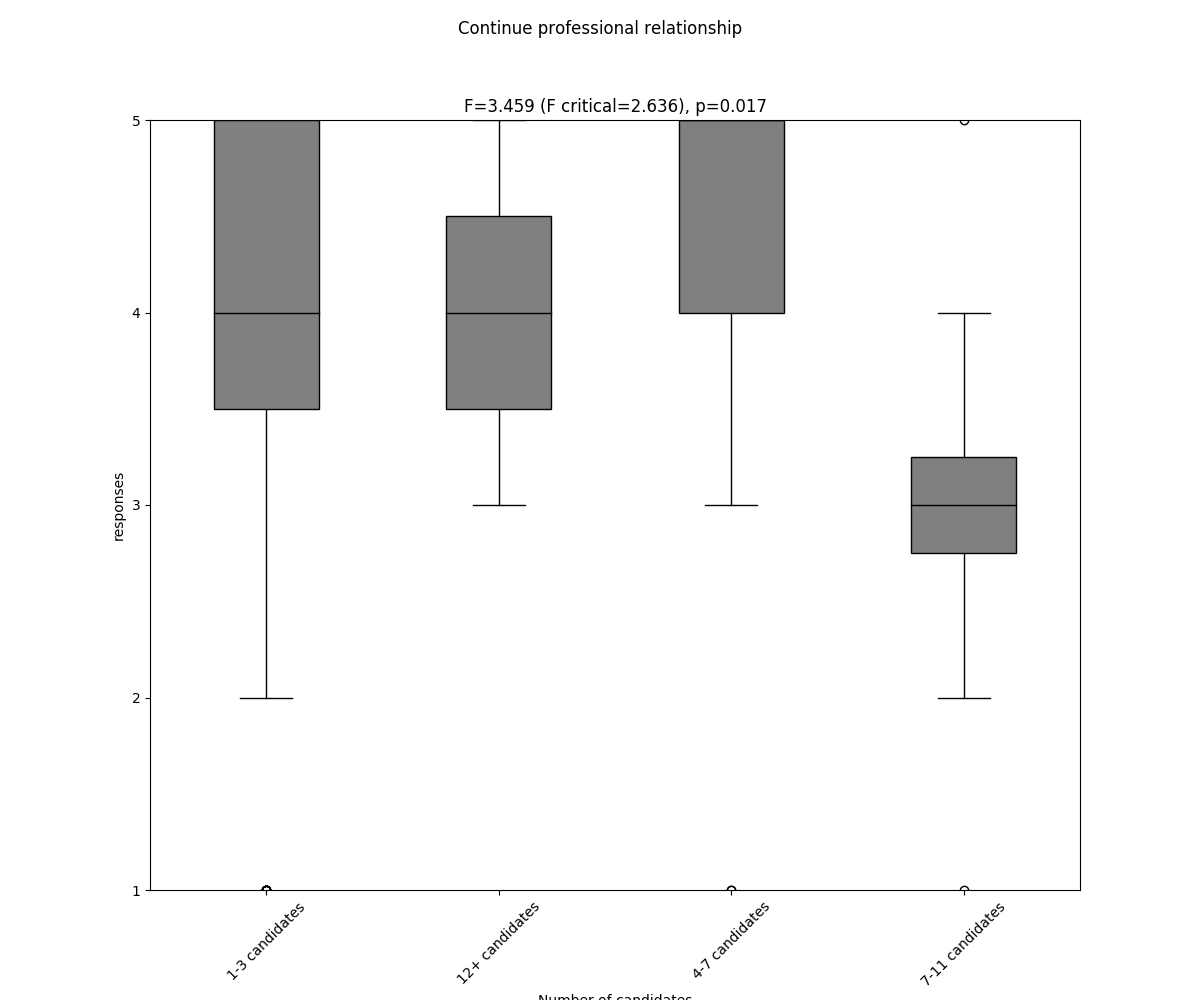 Continue professional relationship
F=3.459 (F critical=2.636), p=0.017
5
4
3
2
1
responses
1-3 candidates
12+ candidates
4-7 candidates
7-11 candidates
Number of candidates